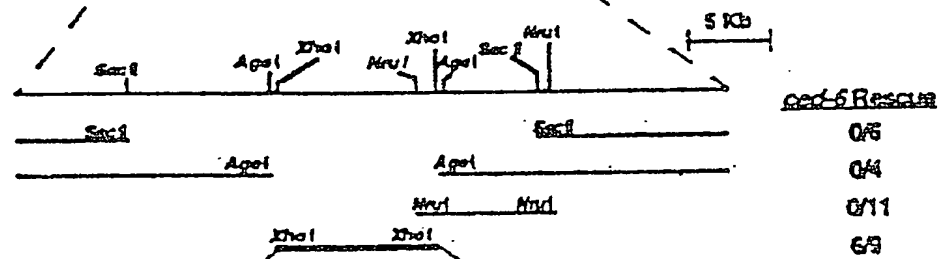 5 Kb
XhoI NruI
XhoI SacI
ApaI NruI ApaI
SacI
ced-6 Rescue
SacI SacI 0/6
ApaI ApaI 0/4
NruI NruI 0/11
XhoI XhoI 6/9